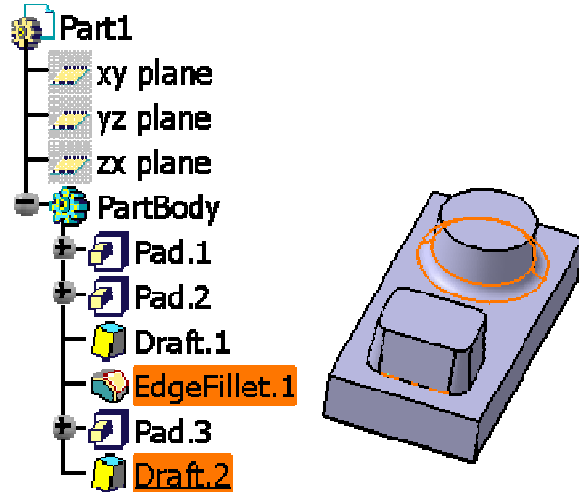 Part1
xy plane
yz plane
zx plane
PartBody
Pad.1
Pad.2
Draft.1
EdgeFillet.1
Pad.3
Draft.2